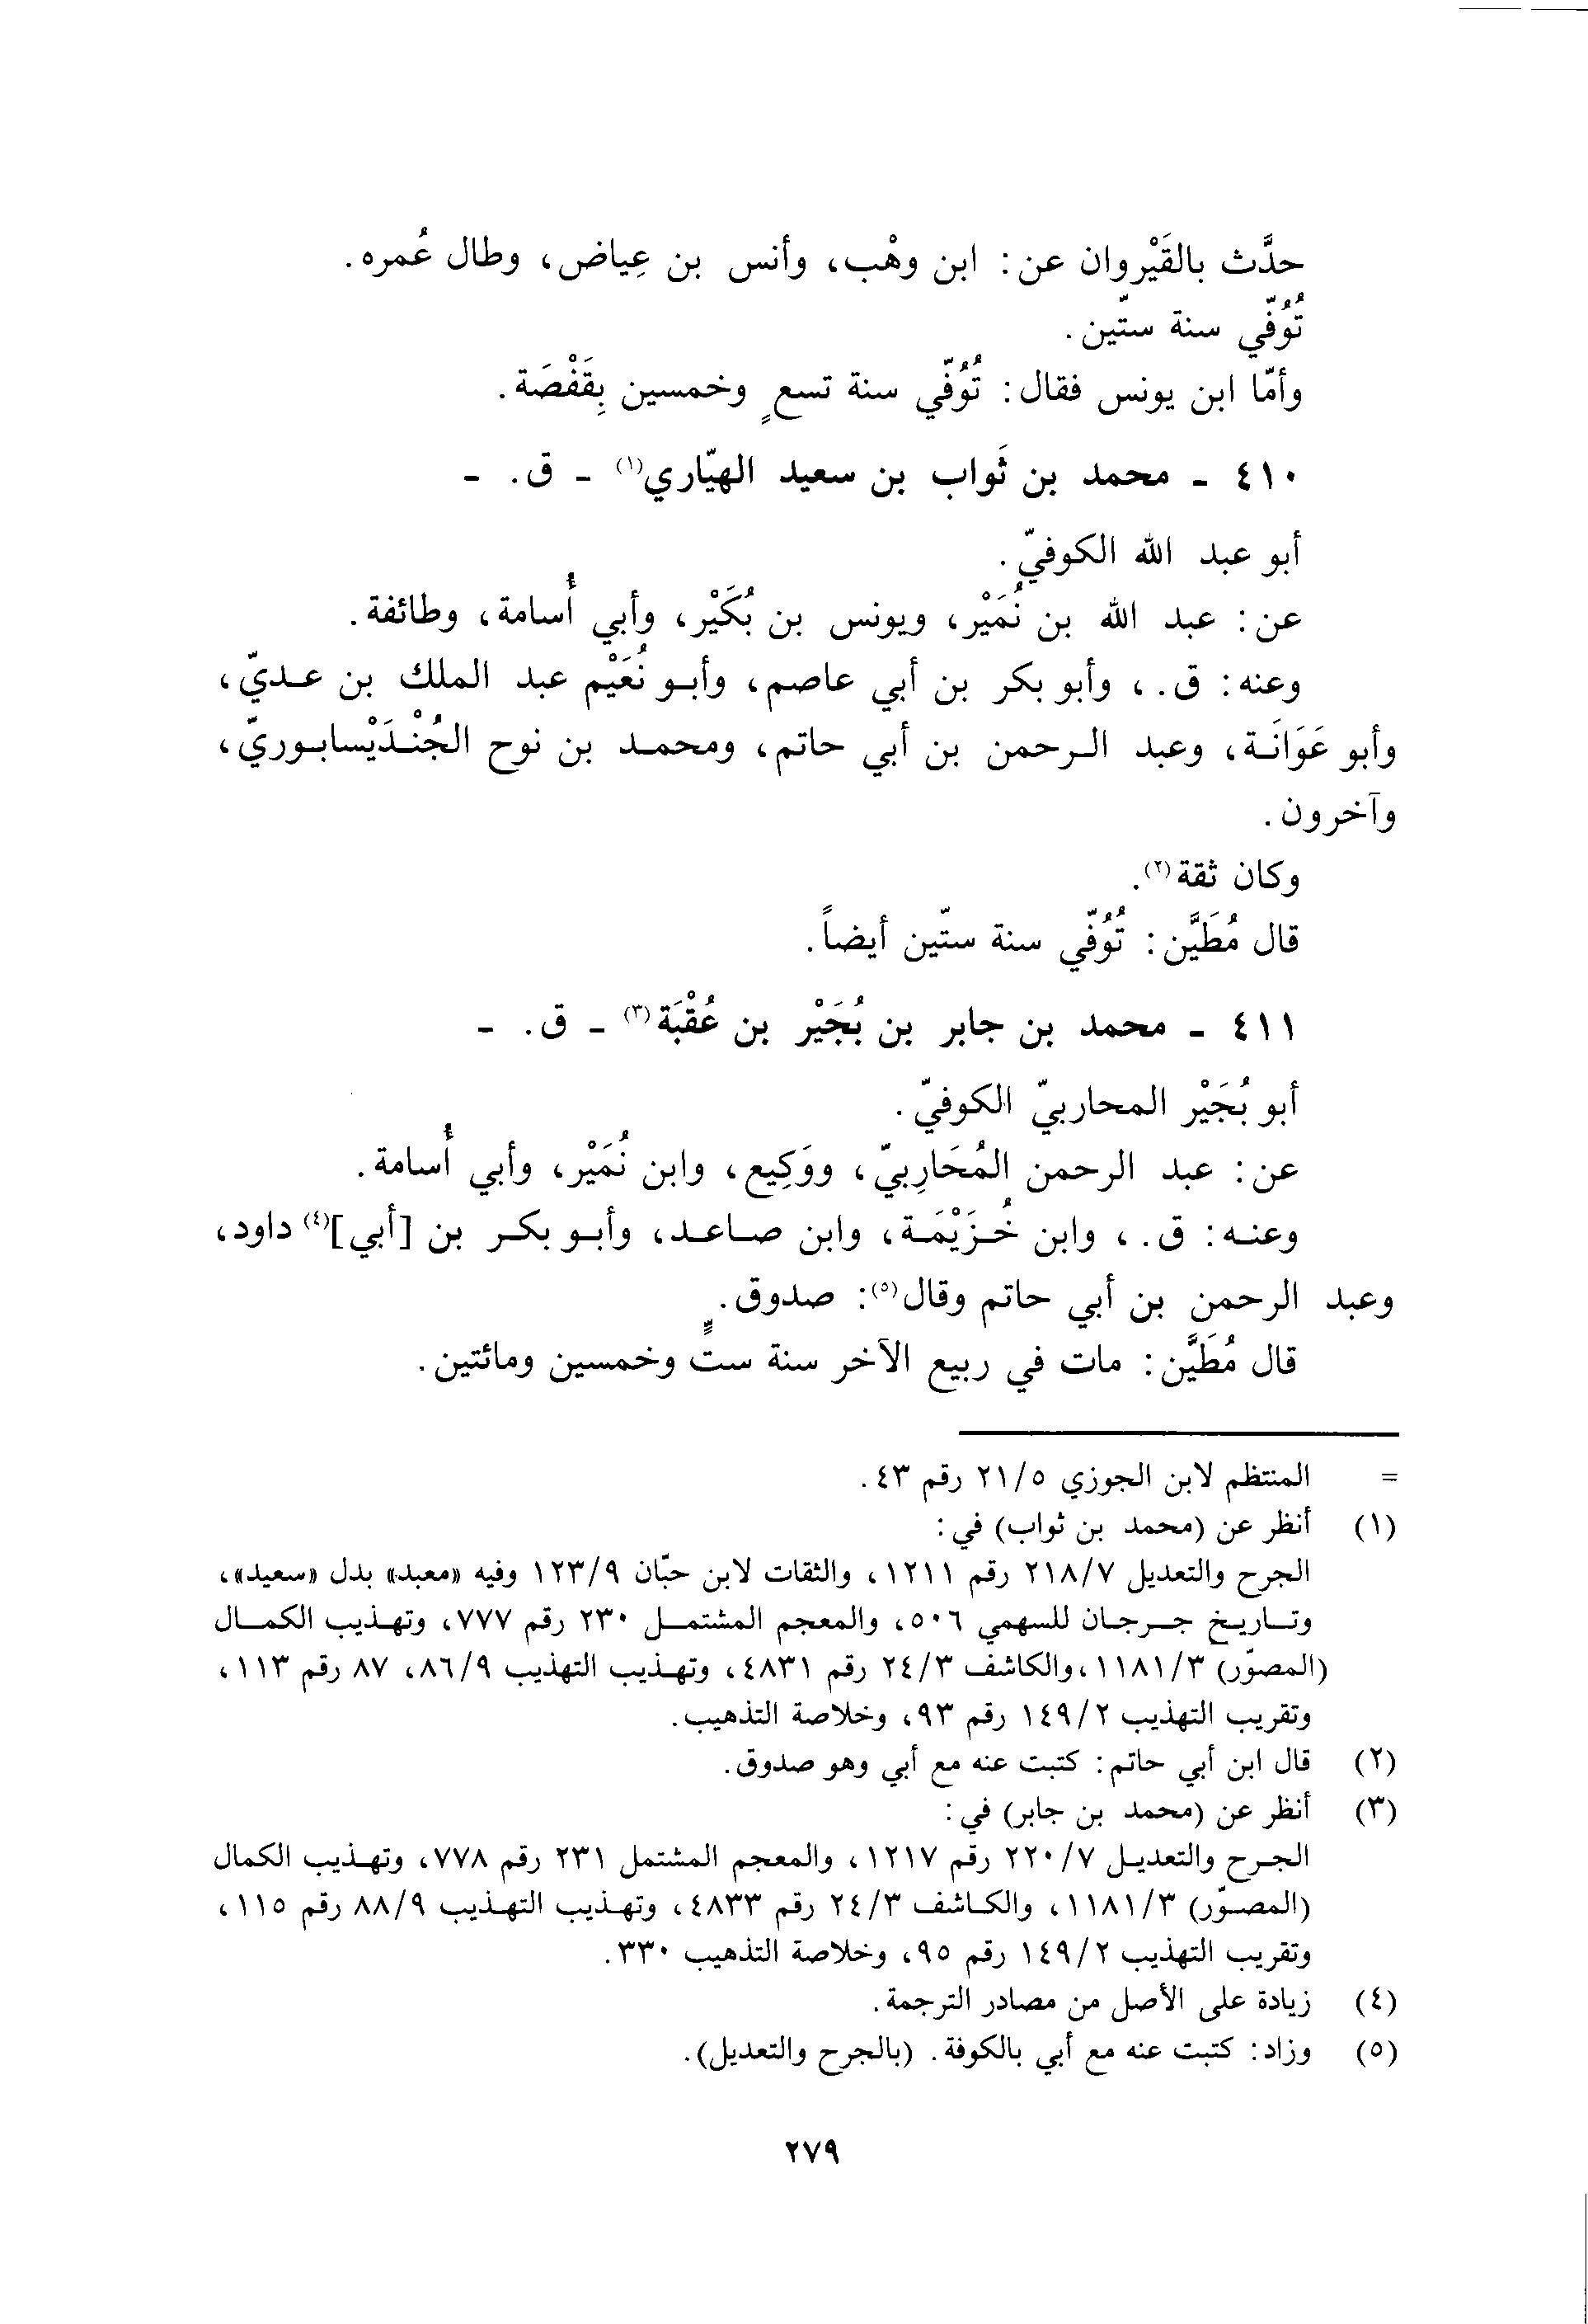 حدَّث بالقَيْروان عن: ابن وهْب، وأنس بن عِياض، وطال عُمره.
تُوُفّي سنة ستّين.
وأمّا ابن يونس فقال: تُوُفّي سنة تسعٍ وخمسين بِقَفْصَة.
٤١٠ - محمد بن ثَواب بن سعيد الهبّاري(١) - ق. -
أبو عبد الله الكوفيّ.
عن: عبد الله بن نُمَيْر، ويونس بن بُكَيْر، وأبي أُسامة، وطائفة.
وعنه: ق.، وأبو بكر بن أبي عاصم، وأبو نُعَيْم عبد الملك بن عديّ،
وأبو عَوَانَة، وعبد الرحمن بن أبي حاتم، ومحمد بن نوح الجُنْدَيْسابوريّ،
وآخرون.
وكان ثقة(٢).
قال مُطَيَّن: تُوُفّي سنة ستّين أيضاً.
٤١١ - محمد بن جابر بن بُجَيْر بن عُقْبَة(٣) - ق. -
أبو بُجَيْر المحاربيّ الكوفيّ.
عن: عبد الرحمن المُحَارِبيّ، ووَكِيع، وابن نُمَيْر، وأبي أُسامة.
وعنه: ق.، وابن خُزَيْمَة، وابن صاعد، وأبو بكر بن [أبي](٤) داود،
وعبد الرحمن بن أبي حاتم وقال(٥): صدوق.
قال مُطَيَّن: مات في ربيع الآخر سنة ستٍّ وخمسين ومائتين.
= المنتظم لابن الجوزي ٢١/٥ رقم ٤٣.
(١) أنظر عن (محمد بن ثواب) في:
الجرح والتعديل ٢١٨/٧ رقم ١٢١١، والثقات لابن حبّان ١٢٣/٩ وفيه «معبد» بدل «سعيد»،
وتاريخ جرجان للسهمي ٥٠٦، والمعجم المشتمل ٢٣٠ رقم ٧٧٧، وتهذيب الكمال
(المصوّر) ١١٨١/٣، والكاشف ٢٤/٣ رقم ٤٨٣١، وتهذيب التهذيب ٨٦/٩، ٨٧ رقم ١١٣،
وتقريب التهذيب ١٤٩/٢ رقم ٩٣، وخلاصة التذهيب.
(٢) قال ابن أبي حاتم: كتبت عنه مع أبي وهو صدوق.
(٣) أنظر عن (محمد بن جابر) في:
الجرح والتعديل ٢٢٠/٧ رقم ١٢١٧، والمعجم المشتمل ٢٣١ رقم ٧٧٨، وتهذيب الكمال
(المصوّر) ١١٨١/٣، والكاشف ٢٤/٣ رقم ٤٨٣٣، وتهذيب التهذيب ٨٨/٩ رقم ١١٥،
وتقريب التهذيب ١٤٩/٢ رقم ٩٥، وخلاصة التذهيب ٣٣٠.
(٤) زيادة على الأصل من مصادر الترجمة.
(٥) وزاد: كتبت عنه مع أبي بالكوفة. (بالجرح والتعديل).
٢٧٩